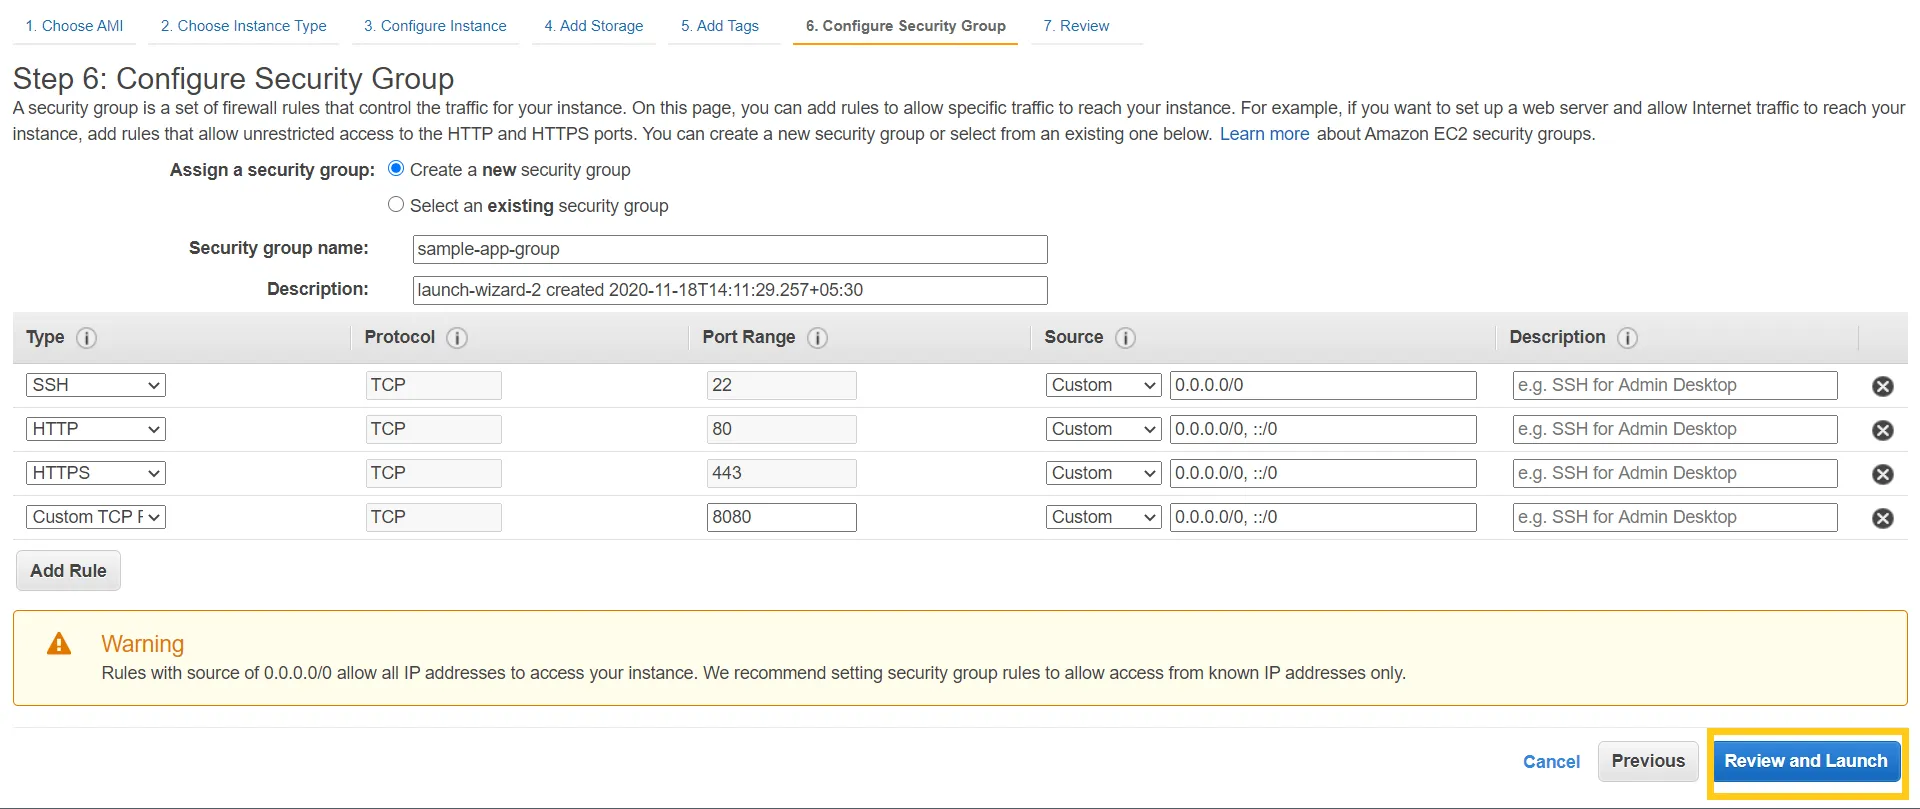 1. Choose AMI 2. Choose Instance Type 3. Configure Instance 4. Add Storage 5. Add Tags 6. Configure Security Group 7. Review
Step 6: Configure Security Group
A security group is a set of firewall rules that control the traffic for your instance. On this page, you can add rules to allow specific traffic to reach your instance. For example, if you want to set up a web server and allow Internet traffic to reach your
instance, add rules that allow unrestricted access to the HTTP and HTTPS ports. You can create a new security group or select from an existing one below. Learn more about Amazon EC2 security groups.
Assign a security group: Create a new security group
Select an existing security group
Security group name: sample-app-group
Description: launch-wizard-2 created 2020-11-18T14:11:29.257+05:30
Type i Protocol i Port Range i Source i Description i
SSH TCP 22 Custom 0.0.0.0/0 e.g. SSH for Admin Desktop
HTTP TCP 80 Custom 0.0.0.0/0, ::/0 e.g. SSH for Admin Desktop
HTTPS TCP 443 Custom 0.0.0.0/0, ::/0 e.g. SSH for Admin Desktop
Custom TCP F TCP 8080 Custom 0.0.0.0/0, ::/0 e.g. SSH for Admin Desktop
Add Rule
Warning
Rules with source of 0.0.0.0/0 allow all IP addresses to access your instance. We recommend setting security group rules to allow access from known IP addresses only.
Cancel Previous Review and Launch